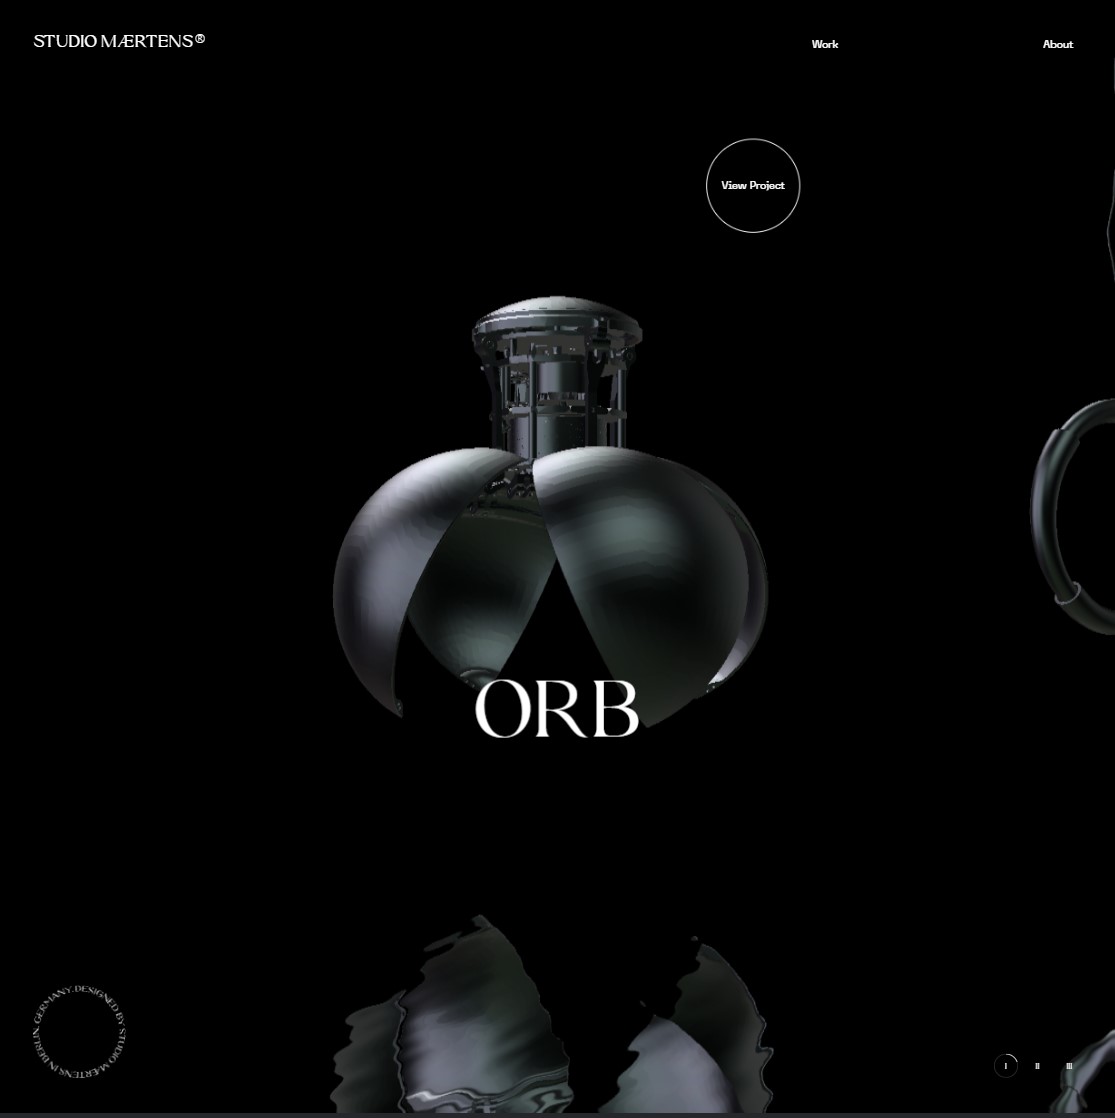 STUDIO MÆRTENS®
Work
About
View Project
ORB
DESIGNED BY STUDIO MÆRTENS IN BERLIN, GERMANY.
I
II
III